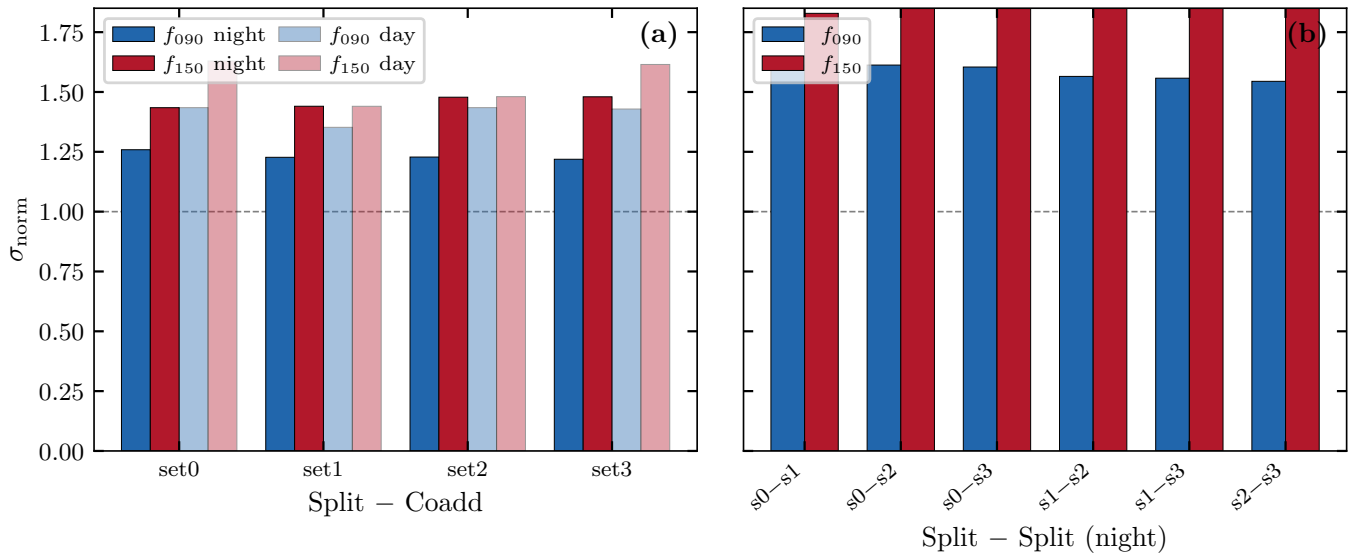 f₀₉₀ night f₀₉₀ day
f₁₅₀ night f₁₅₀ day
(a)
1.75
1.50
1.25
1.00
0.75
0.50
0.25
0.00
σnorm
set0 set1 set2 set3
Split − Coadd
f₀₉₀
f₁₅₀
(b)
s0−s1 s0−s2 s0−s3 s1−s2 s1−s3 s2−s3
Split − Split (night)